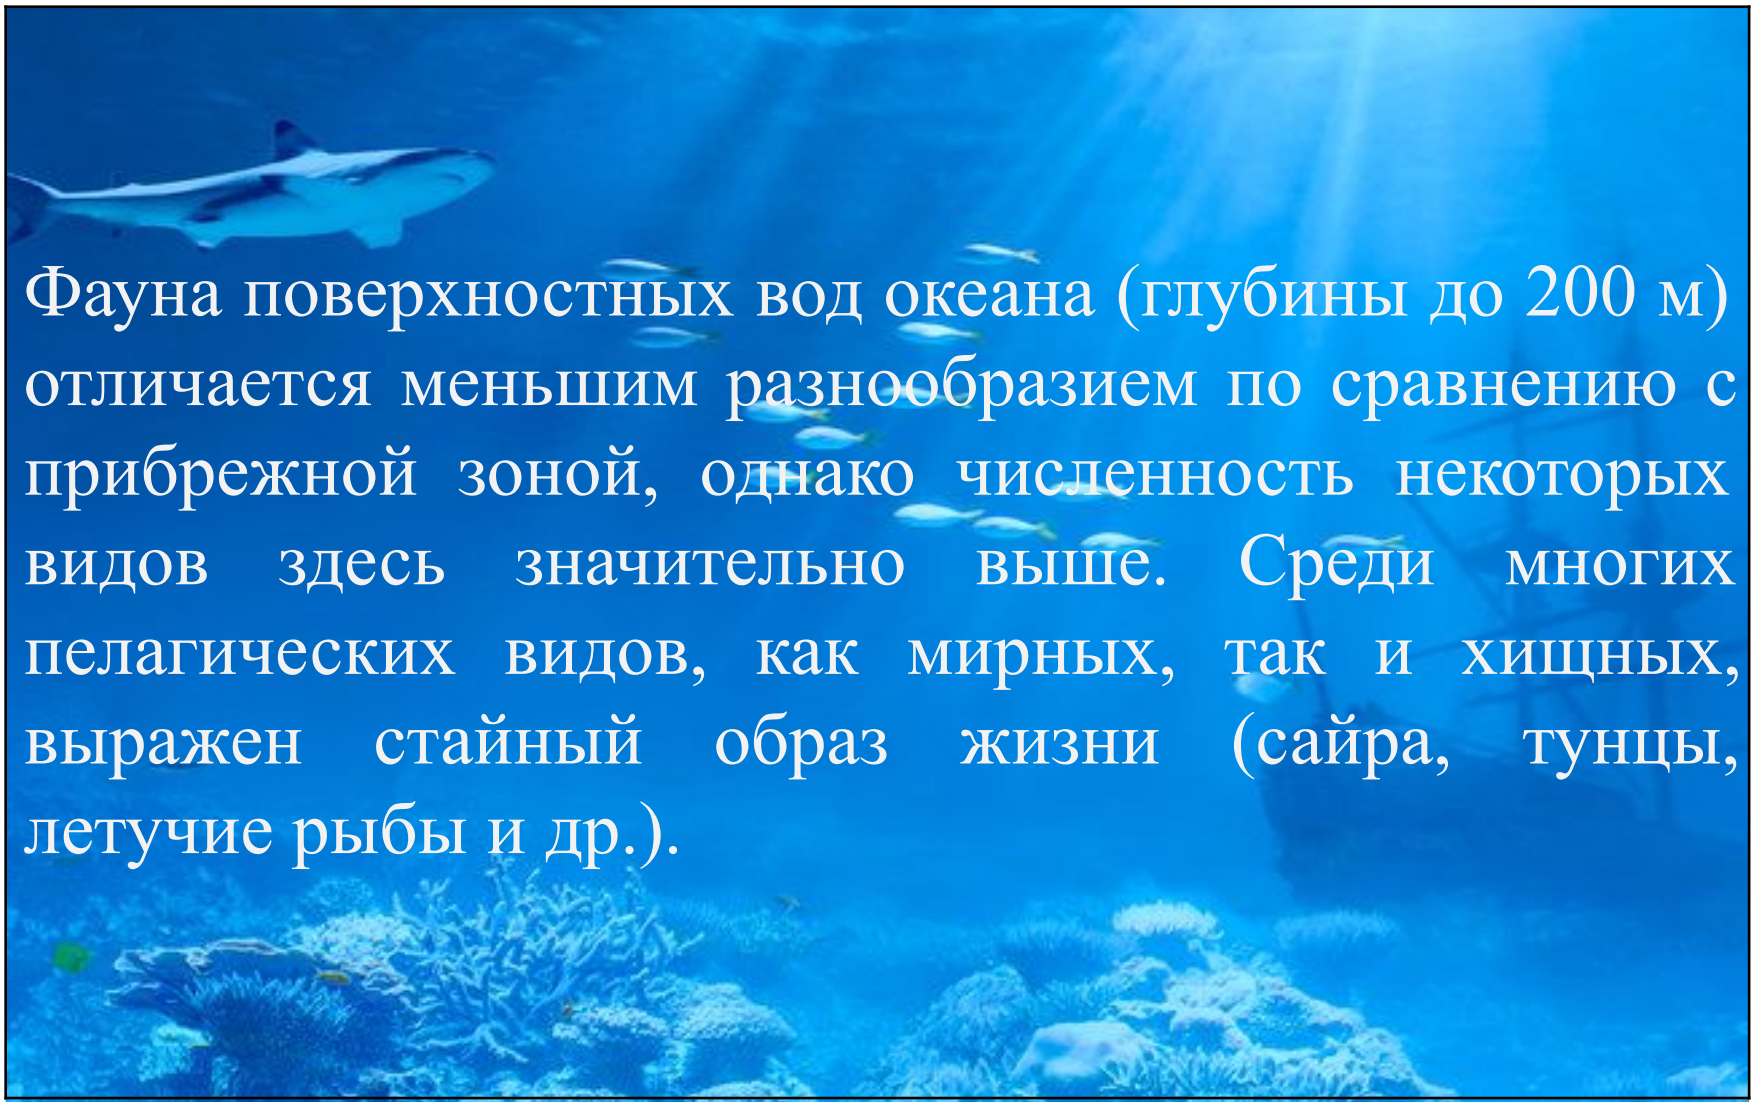 Фауна поверхностных вод океана (глубины до 200 м)
отличается меньшим разнообразием по сравнению с
прибрежной зоной, однако численность некоторых
видов здесь значительно выше. Среди многих
пелагических видов, как мирных, так и хищных,
выражен стайный образ жизни (сайра, тунцы,
летучие рыбы и др.).